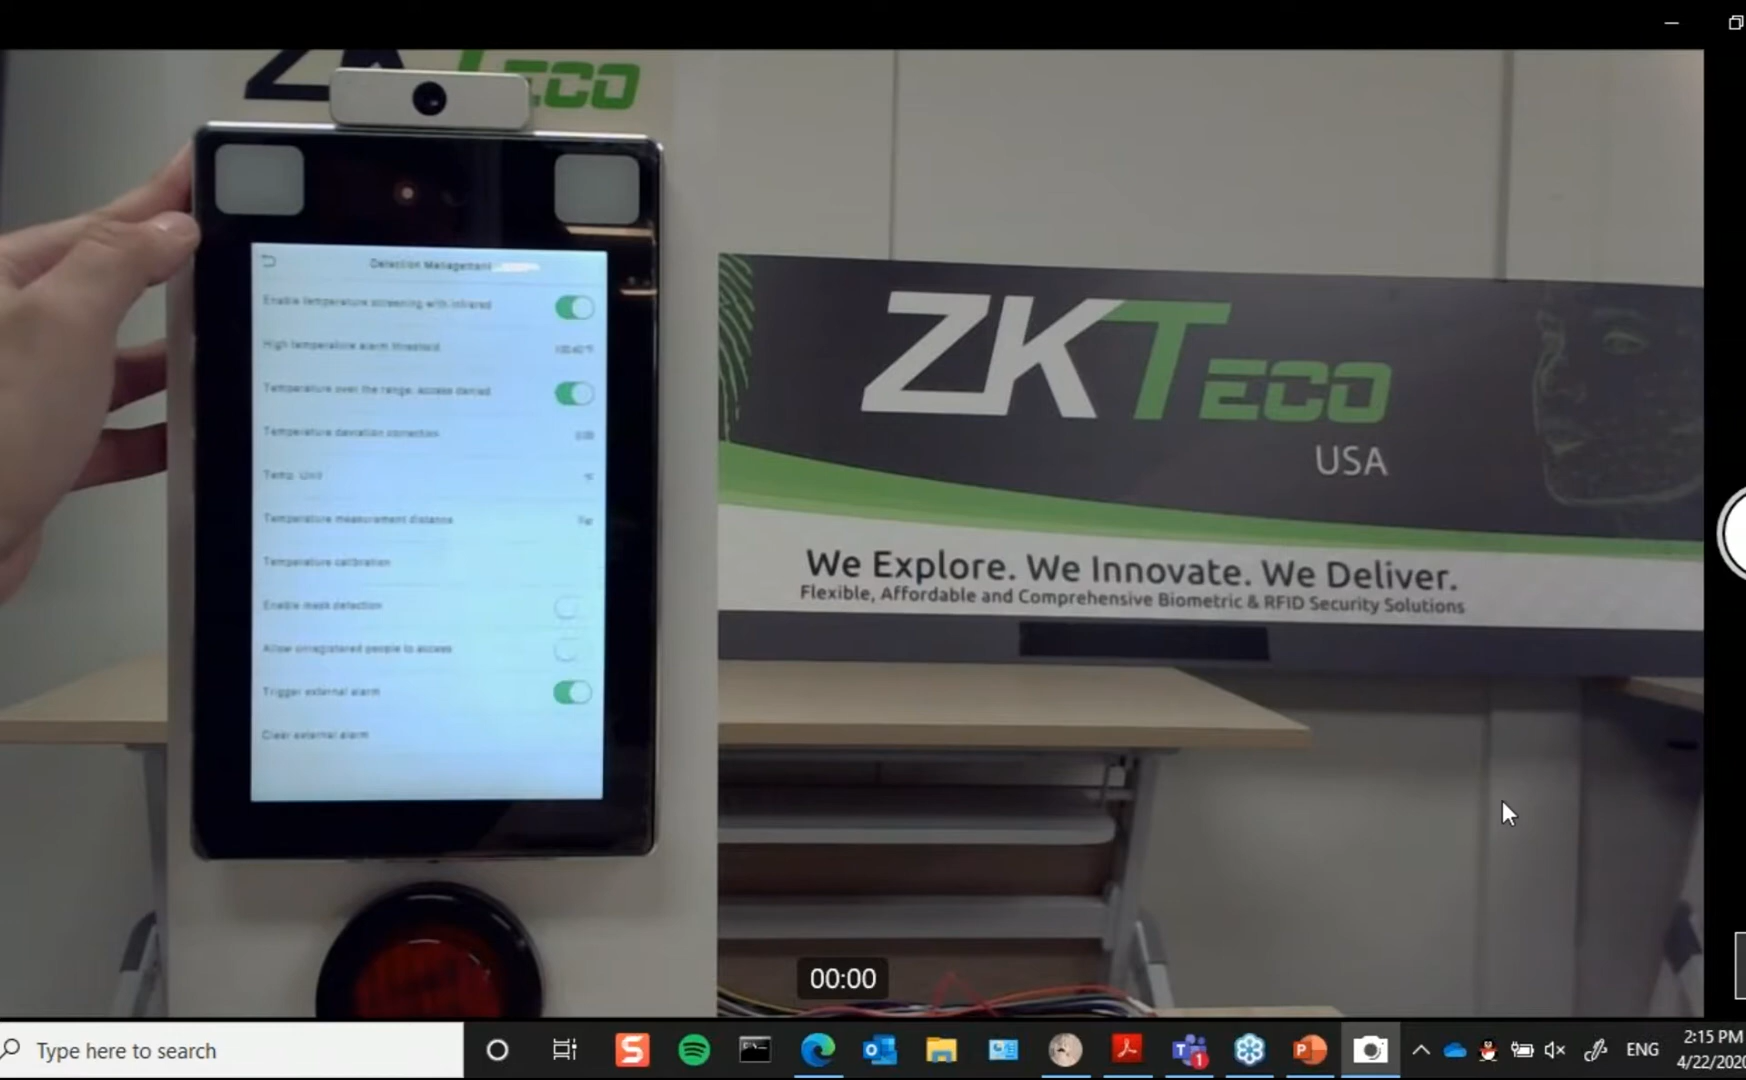 ZKTECO
Detection Management
Enable temperature screening with infrared
High temperature alarm threshold
Temperature over the range, access denied
Temperature deviation correction
Temp. Unit
°F
Temperature measurement distance
Far
Temperature calibration
Enable mask detection
Allow unregistered people to access
Trigger external alarm
Clear external alarm
ZKTECO
USA
We Explore. We Innovate. We Deliver.
Flexible, Affordable and Comprehensive Biometric & RFID Security Solutions
00:00
Type here to search
ENG
2:15 PM
4/22/2020